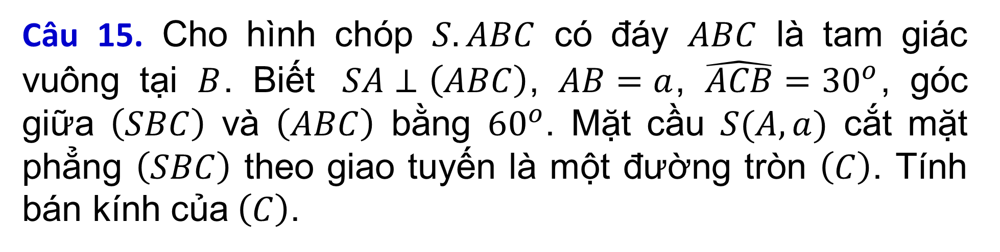 Câu 15. Cho hình chóp S.ABC có đáy ABC là tam giác
vuông tại B. Biết SA ⊥ (ABC), AB = a, \widehat{ACB} = 30^o, góc
giữa (SBC) và (ABC) bằng 60^o. Mặt cầu S(A, a) cắt mặt
phẳng (SBC) theo giao tuyến là một đường tròn (C). Tính
bán kính của (C).